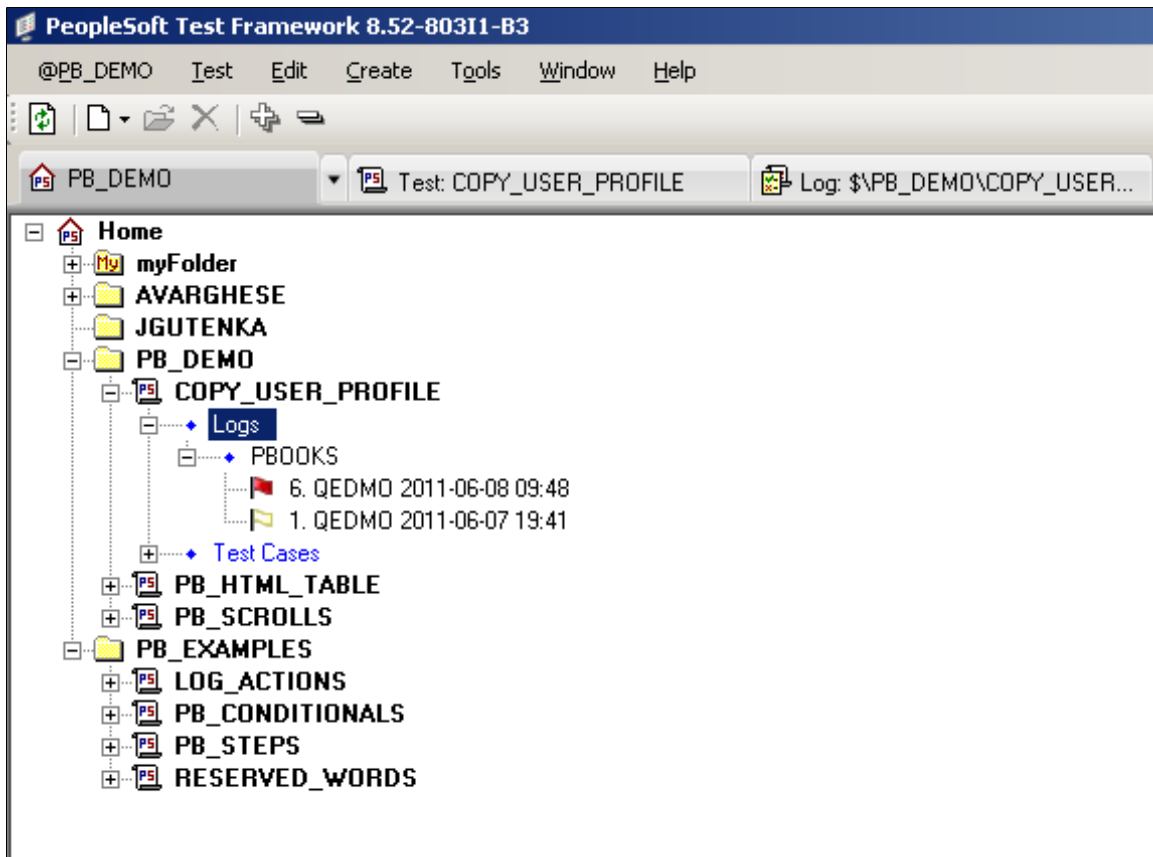 PeopleSoft Test Framework 8.52-803I1-B3
@PB_DEMO Test Edit Create Tools Window Help
PB_DEMO Test: COPY_USER_PROFILE Log: $\PB_DEMO\COPY_USER...
Home
myFolder
AVARGHESE
JGUTENKA
PB_DEMO
COPY_USER_PROFILE
Logs
PBOOKS
6. QEDMO 2011-06-08 09:48
1. QEDMO 2011-06-07 19:41
Test Cases
PB_HTML_TABLE
PB_SCROLLS
PB_EXAMPLES
LOG_ACTIONS
PB_CONDITIONALS
PB_STEPS
RESERVED_WORDS